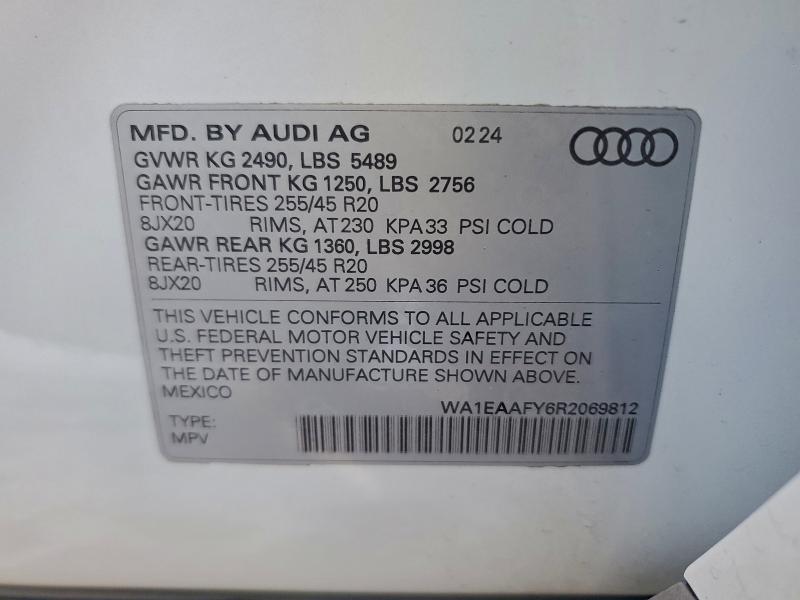 MFD. BY AUDI AG 02 24
GVWR KG 2490, LBS 5489
GAWR FRONT KG 1250, LBS 2756
FRONT-TIRES 255/45 R20
8JX20 RIMS, AT 230 KPA 33 PSI COLD
GAWR REAR KG 1360, LBS 2998
REAR-TIRES 255/45 R20
8JX20 RIMS, AT 250 KPA 36 PSI COLD
THIS VEHICLE CONFORMS TO ALL APPLICABLE
U.S. FEDERAL MOTOR VEHICLE SAFETY AND
THEFT PREVENTION STANDARDS IN EFFECT ON
THE DATE OF MANUFACTURE SHOWN ABOVE.
MEXICO
WA1EAAFY6R2069812
TYPE:
MPV